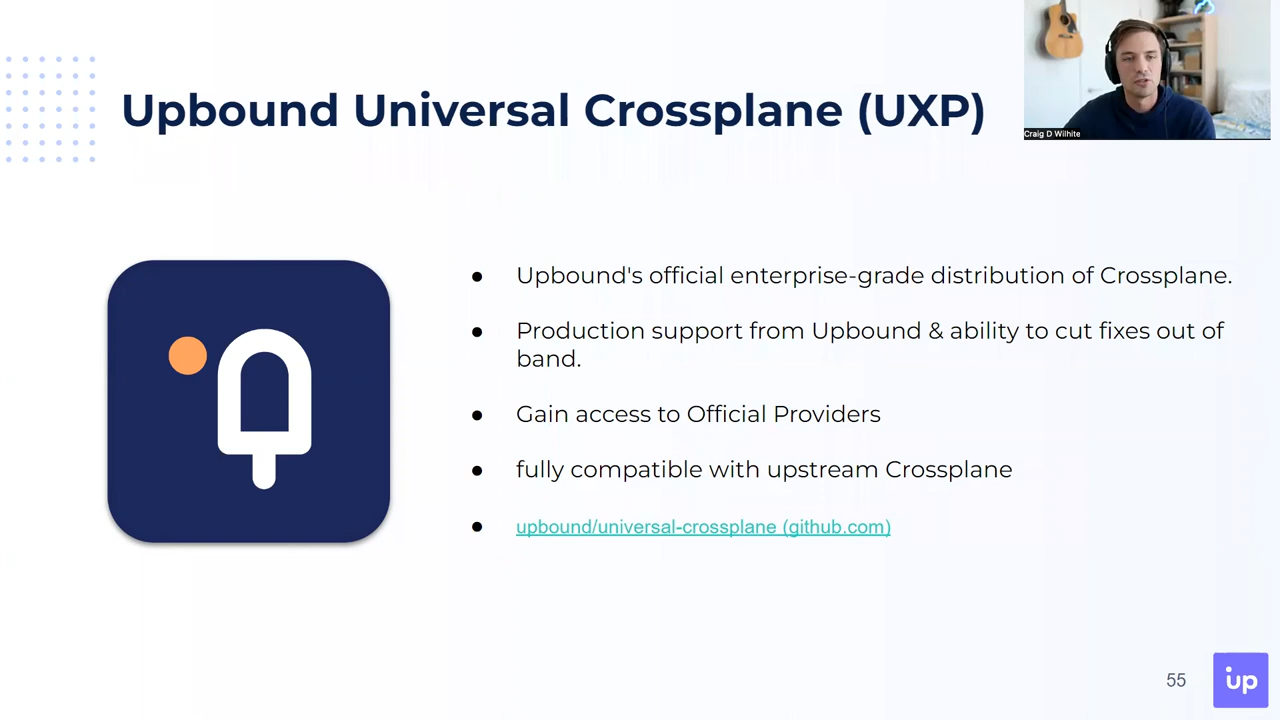 Upbound Universal Crossplane (UXP)
Craig D Wilhite
● Upbound's official enterprise-grade distribution of Crossplane.
● Production support from Upbound & ability to cut fixes out of
band.
● Gain access to Official Providers
● fully compatible with upstream Crossplane
● upbound/universal-crossplane (github.com)
55
up